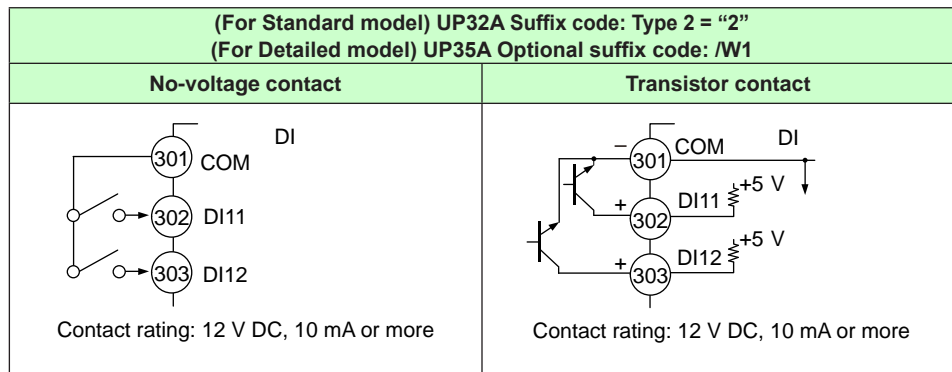 (For Standard model) UP32A Suffix code: Type 2 = “2”
(For Detailed model) UP35A Optional suffix code: /W1
No-voltage contact
Transistor contact
DI
301
COM
302
DI11
303
DI12
Contact rating: 12 V DC, 10 mA or more
–
301
COM
DI
+
302
DI11
+5 V
+
303
DI12
+5 V
Contact rating: 12 V DC, 10 mA or more